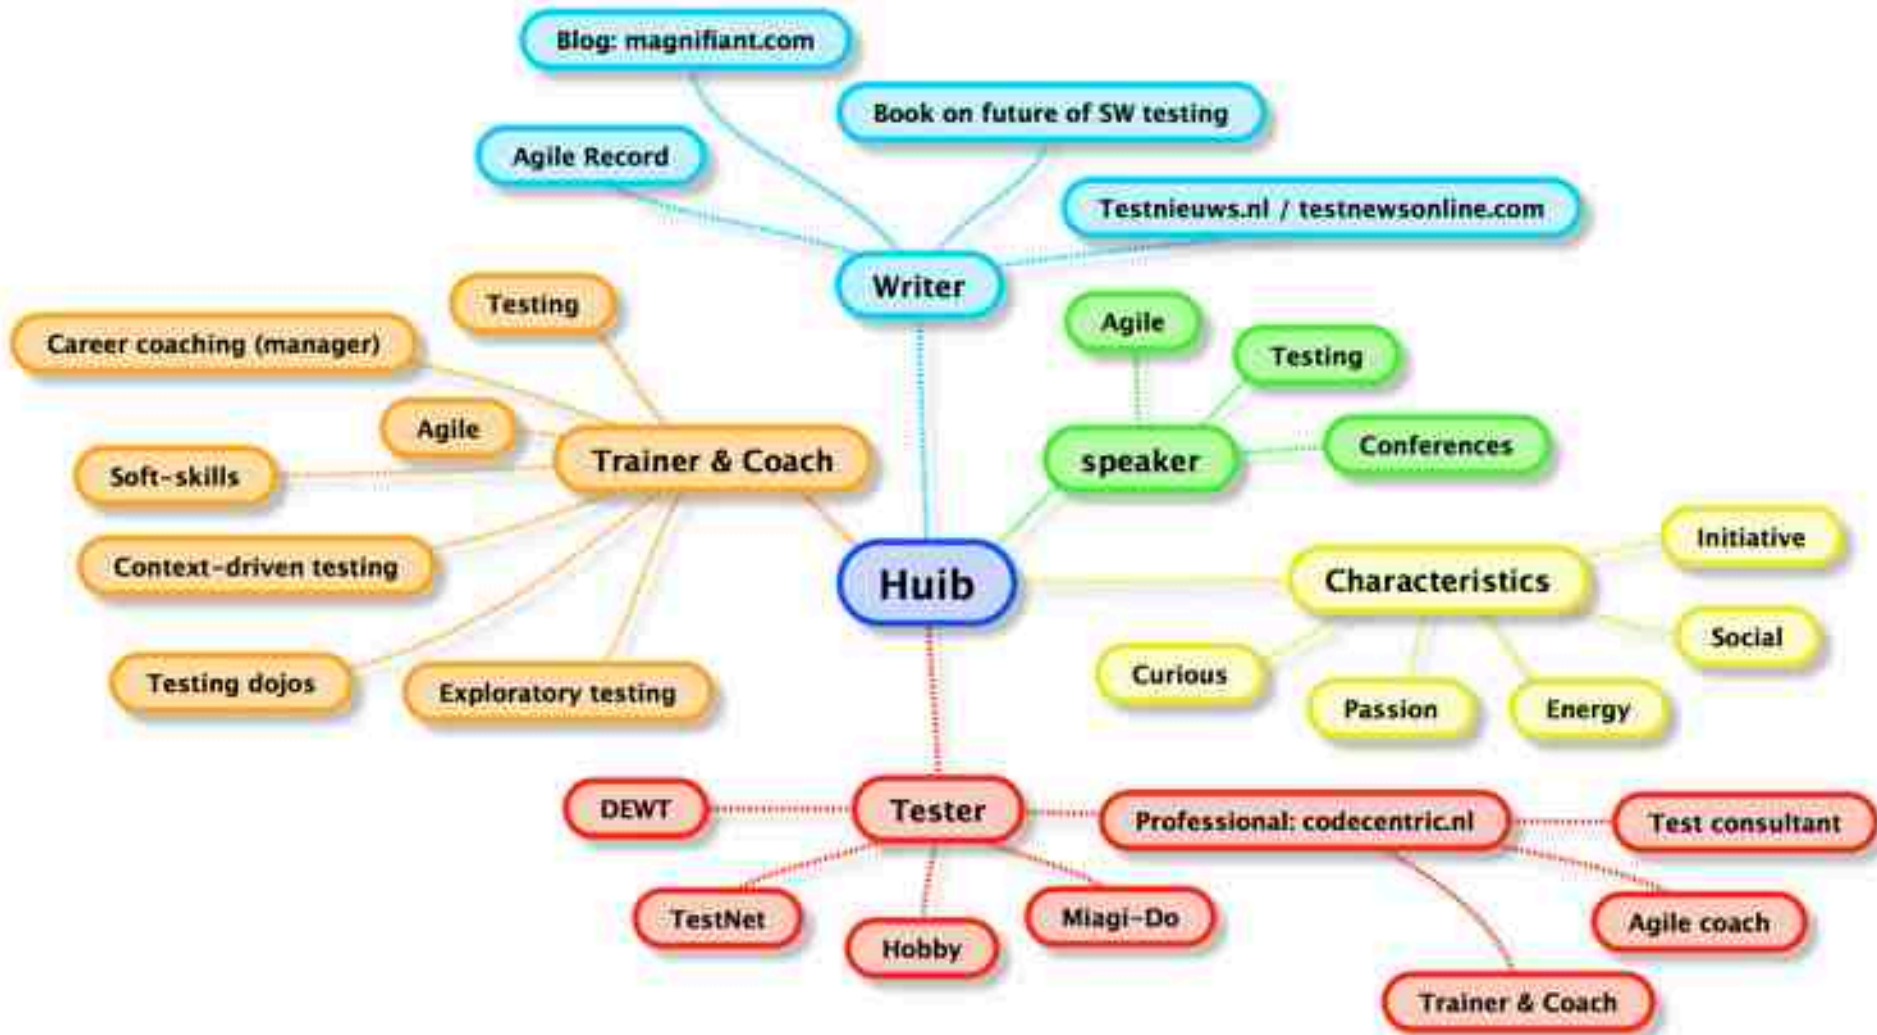 Blog: magnifiant.com
Book on future of SW testing
Agile Record
Testnieuws.nl / testnewsonline.com
Writer
Testing
Career coaching (manager)
Agile
Soft-skills
Trainer & Coach
Context-driven testing
Testing dojos
Exploratory testing
Agile
Testing
speaker
Conferences
Huib
Characteristics
Initiative
Social
Curious
Passion
Energy
DEWT
Tester
Professional: codecentric.nl
Test consultant
TestNet
Hobby
Miagi-Do
Agile coach
Trainer & Coach